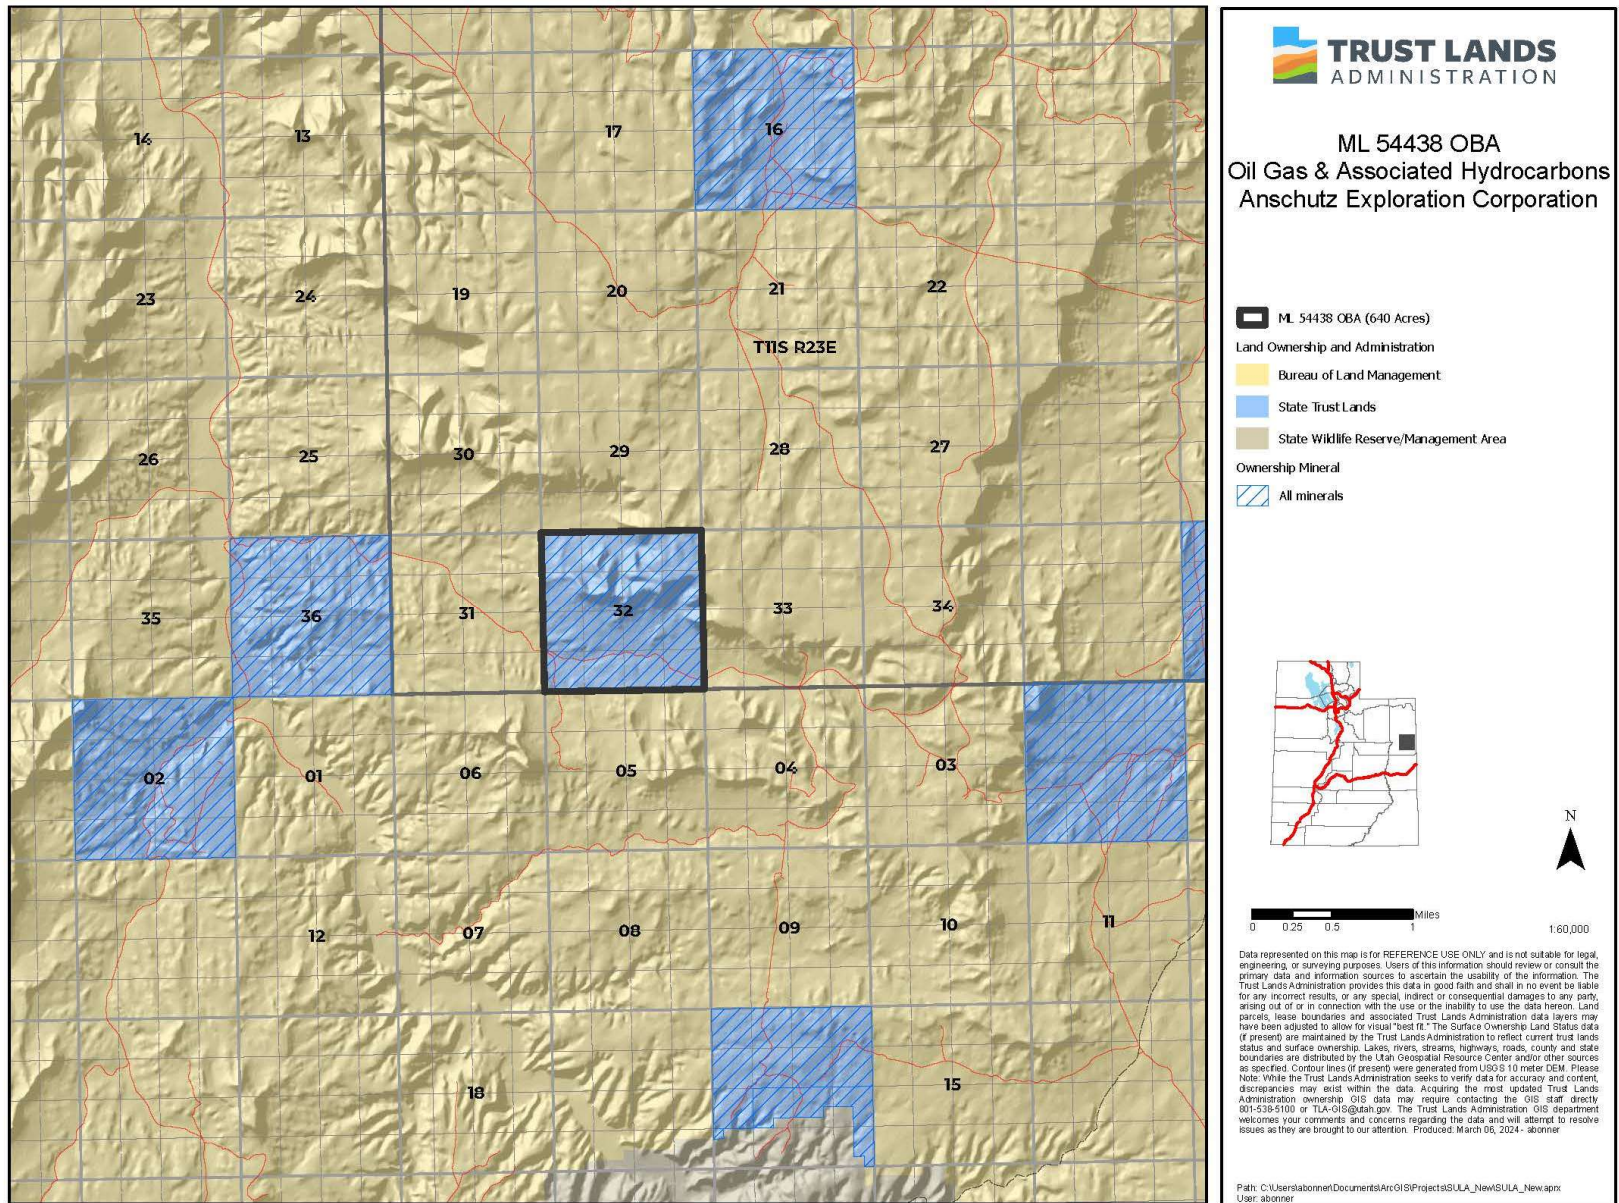 14
13
17
16
23
24
19
20
21
22
T11S R23E
26
25
30
29
28
27
35
36
31
32
33
34
02
01
06
05
04
03
12
07
08
09
10
11
18
15
TRUST LANDS
ADMINISTRATION
ML 54438 OBA
Oil Gas & Associated Hydrocarbons
Anschutz Exploration Corporation
ML 54438 OBA (640 Acres)
Land Ownership and Administration
Bureau of Land Management
State Trust Lands
State Wildlife Reserve/Management Area
Ownership Mineral
All minerals
N
Miles
0 0.25 0.5 1
1:60,000
Data represented on this map is for REFERENCE USE ONLY and is not suitable for legal,
engineering, or surveying purposes. Users of this information should review or consult the
primary data and information sources to ascertain the usability of the information. The
Trust Lands Administration provides this data in good faith and shall in no event be liable
for any incorrect results, or any special, indirect or consequential damages to any party,
arising out of or in connection with the use or the inability to use the data hereon. Land
parcels, lease boundaries and associated Trust Lands Administration data layers may
have been adjusted to allow for visual "best fit." The Surface Ownership Land Status data
(if present) are maintained by the Trust Lands Administration to reflect current trust lands
status and surface ownership. Lakes, rivers, streams, highways, roads, county and state
boundaries are distributed by the Utah Geospatial Resource Center and/or other sources
as specified. Contour lines (if present) were generated from USGS 10 meter DEM. Please
Note: While the Trust Lands Administration seeks to verify data for accuracy and content,
discrepancies may exist within the data. Acquiring the most updated Trust Lands
Administration ownership GIS data may require contacting the GIS staff directly
801-538-5100 or TLA-GIS@utah.gov. The Trust Lands Administration GIS department
welcomes your comments and concerns regarding the data and will attempt to resolve
issues as they are brought to our attention. Produced: March 06, 2024 - abonner
Path: C:\Users\abonner\Documents\ArcGIS\Projects\SULA_New\SULA_New.aprx
User: abonner